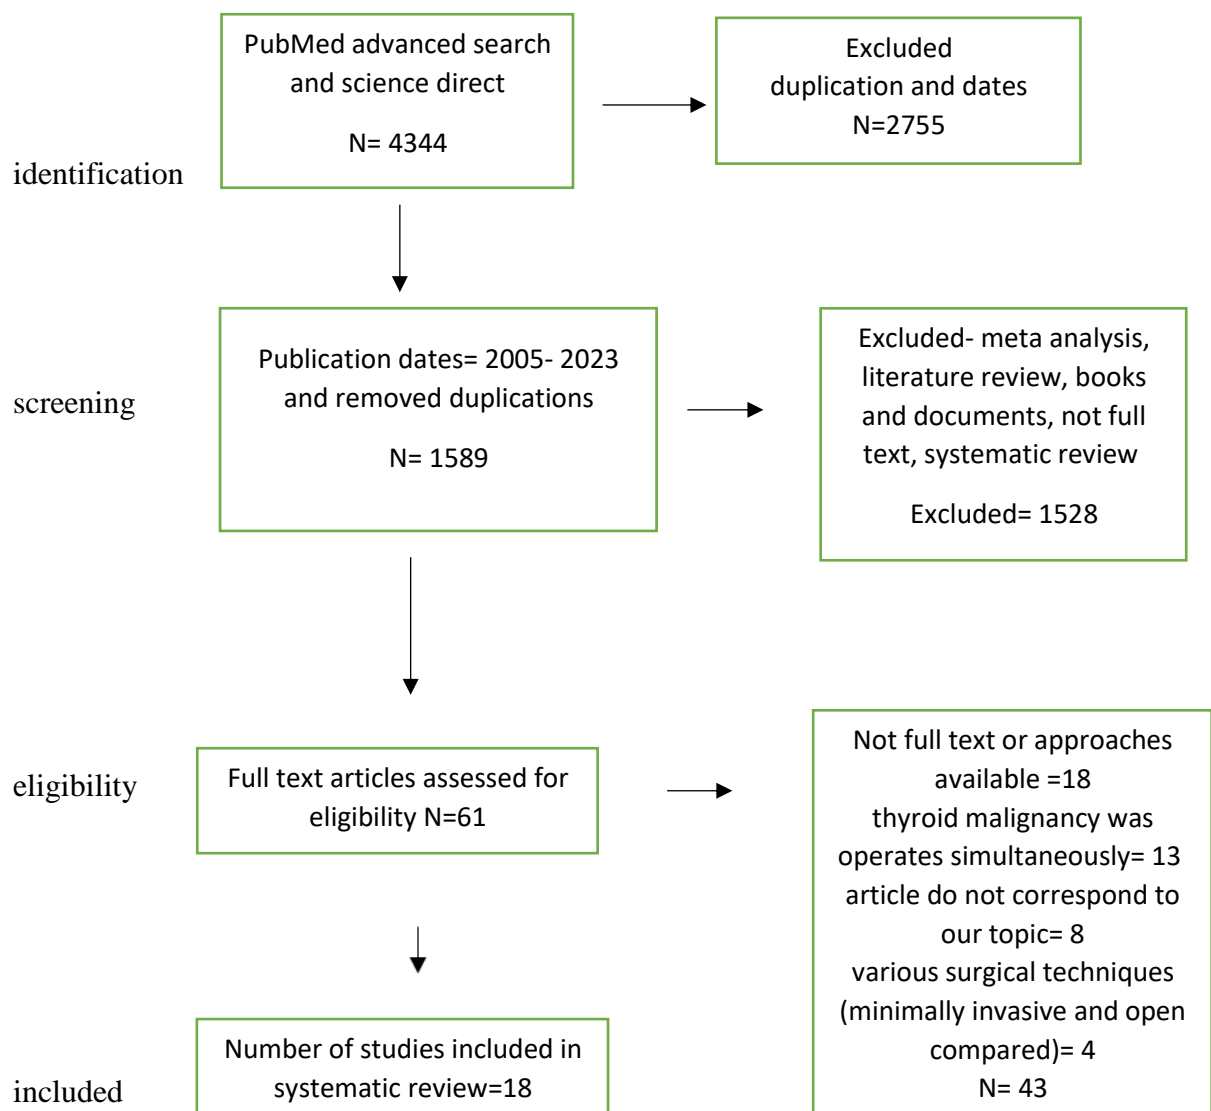 PubMed advanced search
and science direct
N= 4344
Excluded
duplication and dates
N=2755
identification
Publication dates= 2005- 2023
and removed duplications
N= 1589
Excluded- meta analysis,
literature review, books
and documents, not full
text, systematic review
Excluded= 1528
screening
Full text articles assessed for
eligibility N=61
Not full text or approaches
available =18
thyroid malignancy was
operates simultaneously= 13
article do not correspond to
our topic= 8
various surgical techniques
(minimally invasive and open
compared)= 4
N= 43
eligibility
Number of studies included in
systematic review=18
included